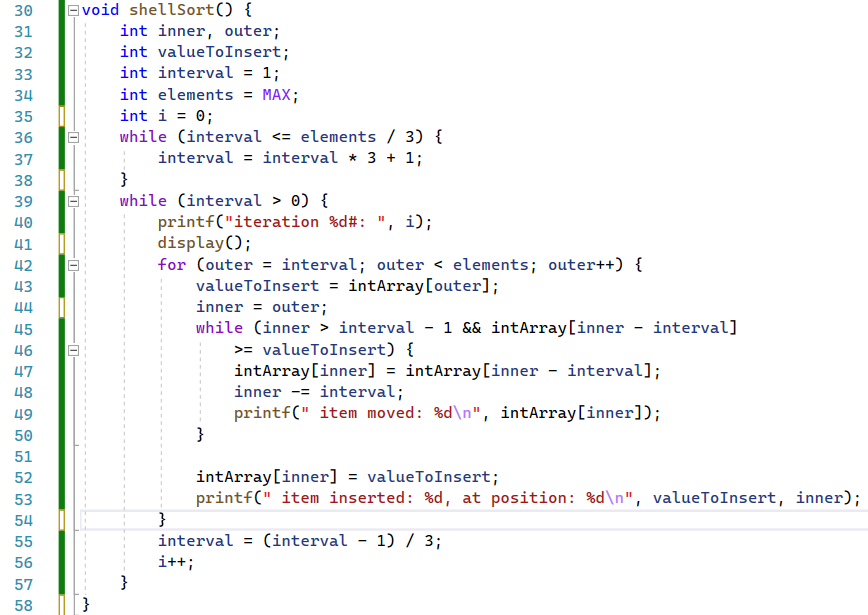 30 void shellSort() {
31     int inner, outer;
32     int valueToInsert;
33     int interval = 1;
34     int elements = MAX;
35     int i = 0;
36     while (interval <= elements / 3) {
37         interval = interval * 3 + 1;
38     }
39     while (interval > 0) {
40         printf("iteration %d#: ", i);
41         display();
42         for (outer = interval; outer < elements; outer++) {
43             valueToInsert = intArray[outer];
44             inner = outer;
45             while (inner > interval - 1 && intArray[inner - interval]
46                 >= valueToInsert) {
47                 intArray[inner] = intArray[inner - interval];
48                 inner -= interval;
49                 printf(" item moved: %d\n", intArray[inner]);
50             }
51
52             intArray[inner] = valueToInsert;
53             printf(" item inserted: %d, at position: %d\n", valueToInsert, inner);
54         }
55         interval = (interval - 1) / 3;
56         i++;
57     }
58 }